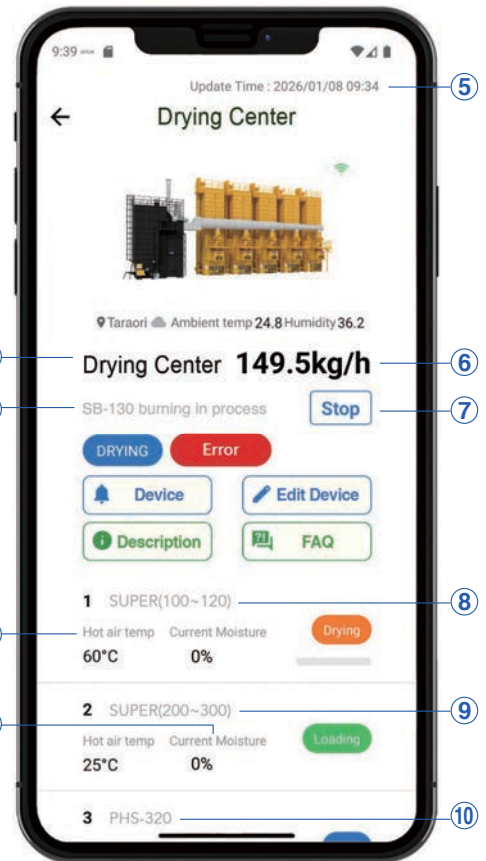 9:39
Update Time : 2026/01/08 09:34
⑤
Drying Center
Taraori Ambient temp 24.8 Humidity 36.2
Drying Center 149.5kg/h
⑥
SB-130 burning in process Stop
⑦
DRYING Error
Device Edit Device
Description FAQ
1 SUPER(100~120)
⑧
Hot air temp Current Moisture Drying
60°C 0%
2 SUPER(200~300)
⑨
Hot air temp Current Moisture Loading
25°C 0%
3 PHS-320
⑩